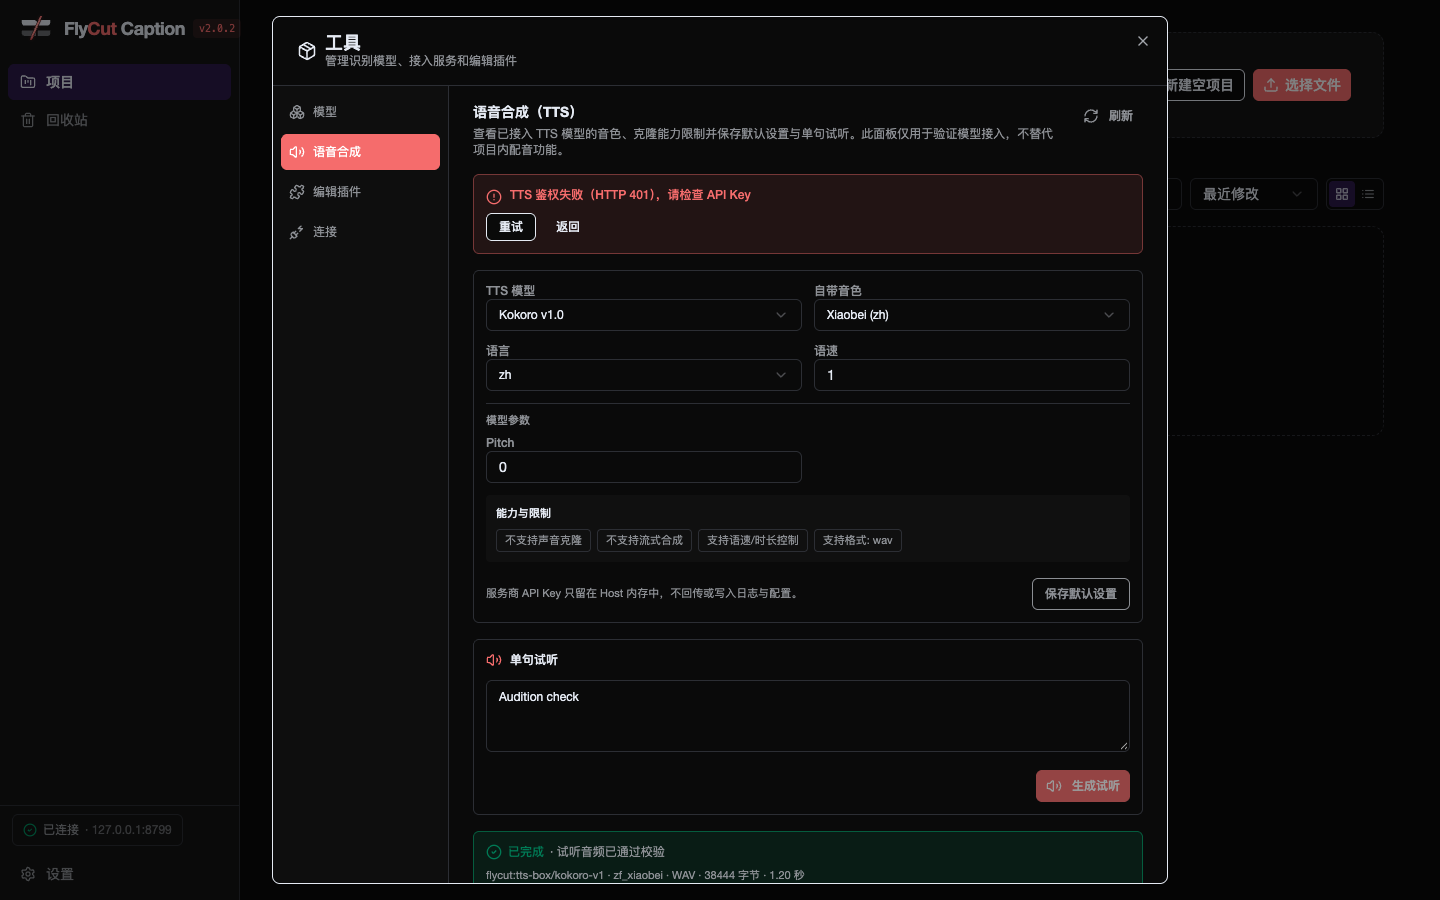 FlyCut Caption v2.0.2
项目
回收站
已连接 · 127.0.0.1:8799
设置
新建空项目
选择文件
最近修改
工具
管理识别模型、接入服务和编辑插件
模型
语音合成
编辑插件
连接
语音合成（TTS）
刷新
查看已接入 TTS 模型的音色、克隆能力限制并保存默认设置与单句试听。此面板仅用于验证模型接入，不替代
项目内配音功能。
TTS 鉴权失败（HTTP 401），请检查 API Key
重试 返回
TTS 模型 自带音色
Kokoro v1.0 Xiaobei (zh)
语言 语速
zh 1
模型参数
Pitch
0
能力与限制
不支持声音克隆 不支持流式合成 支持语速/时长控制 支持格式: wav
服务商 API Key 只留在 Host 内存中，不回传或写入日志与配置。
保存默认设置
单句试听
Audition check
生成试听
已完成 · 试听音频已通过校验
flycut:tts-box/kokoro-v1 · zf_xiaobei · WAV · 38444 字节 · 1.20 秒